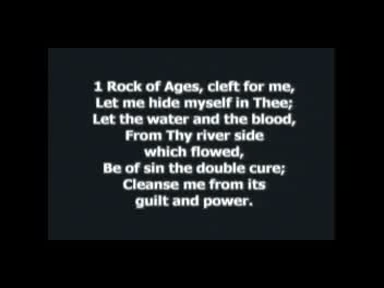 1 Rock of Ages, cleft for me,
Let me hide myself in Thee;
Let the water and the blood,
From Thy river side
which flowed,
Be of sin the double cure;
Cleanse me from its
guilt and power.